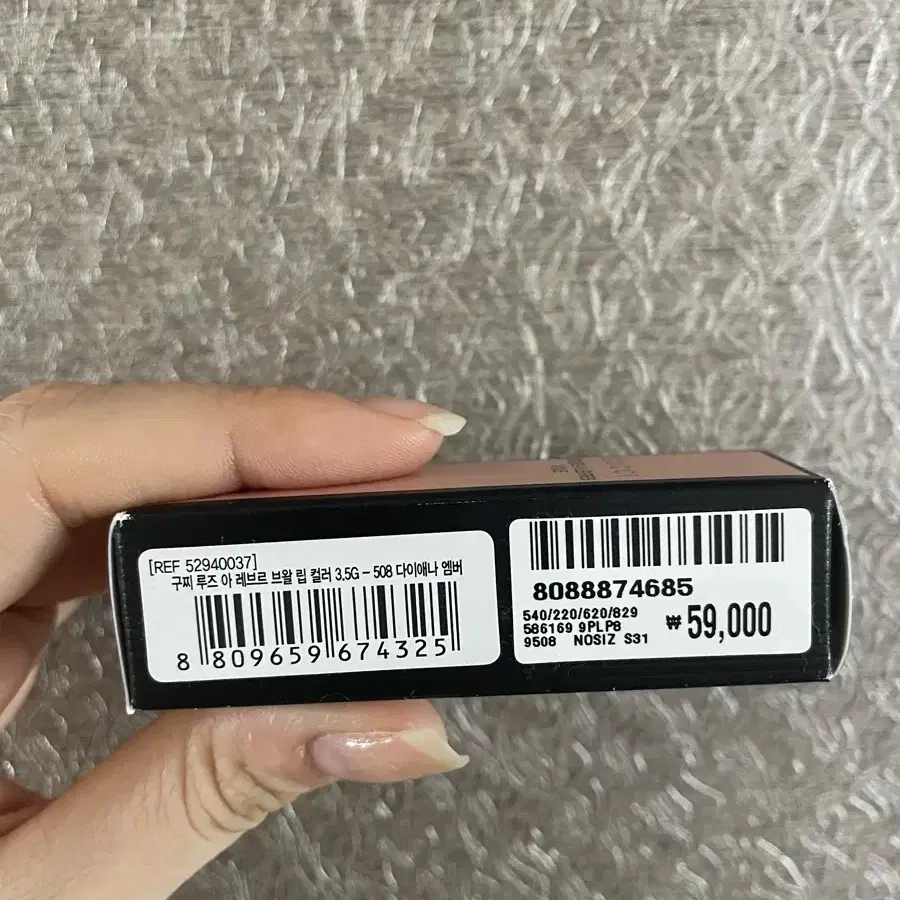 [REF 52940037]
구찌 루즈 아 레브르 브왈 립 컬러 3.5G - 508 다이애나 엠버
8 809659 674325
8088874685
540/220/620/829
586169 9PLP8
9508 NOSIZ S31
₩ 59,000